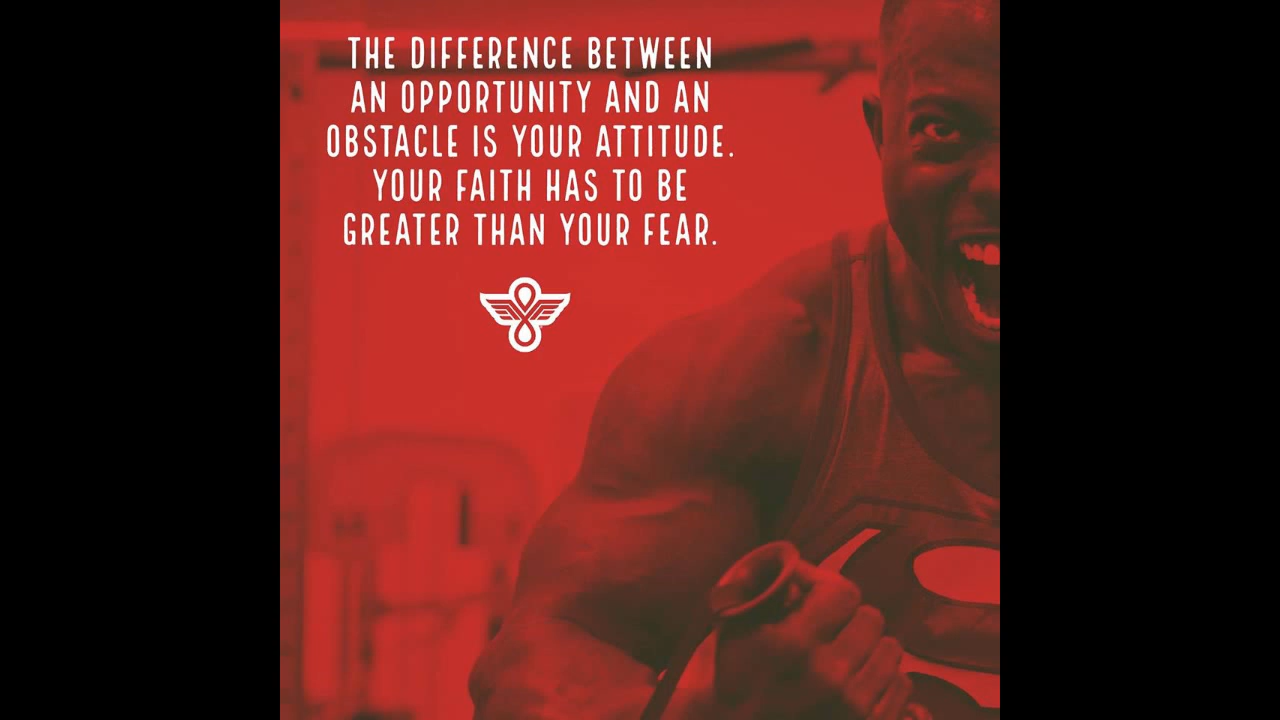 THE DIFFERENCE BETWEEN
AN OPPORTUNITY AND AN
OBSTACLE IS YOUR ATTITUDE.
YOUR FAITH HAS TO BE
GREATER THAN YOUR FEAR.